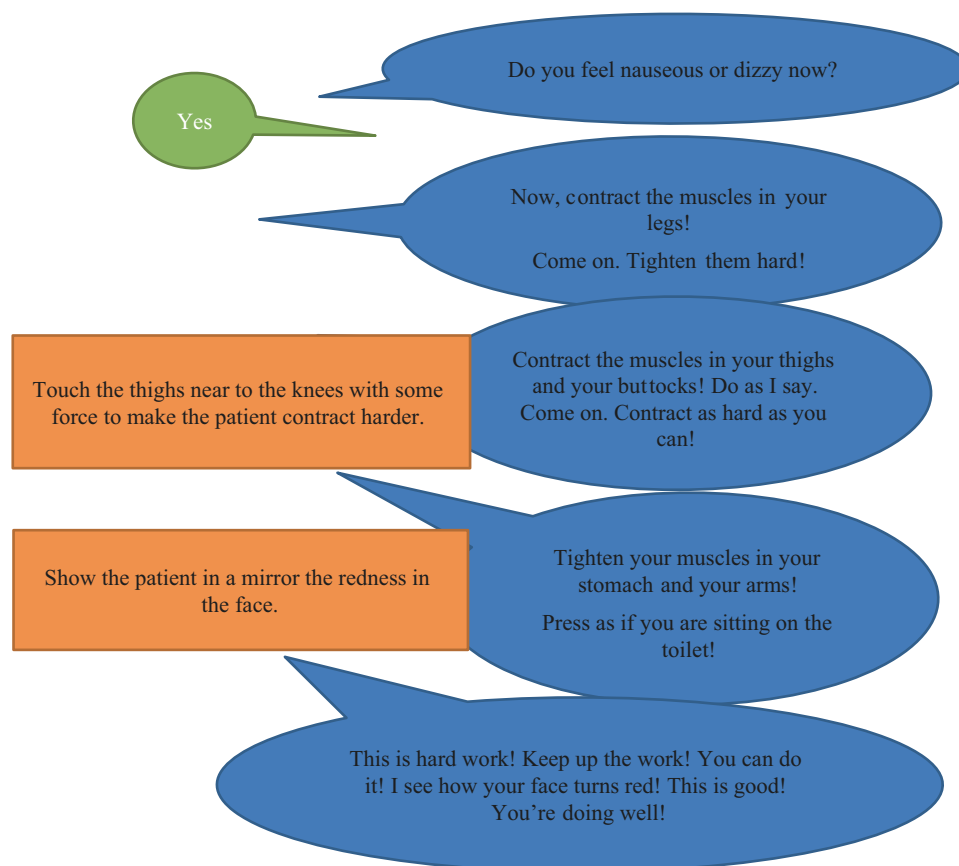 Do you feel nauseous or dizzy now?
Yes
Now, contract the muscles in your
legs!
Come on. Tighten them hard!
Touch the thighs near to the knees with some
force to make the patient contract harder.
Contract the muscles in your thighs
and your buttocks! Do as I say.
Come on. Contract as hard as you
can!
Show the patient in a mirror the redness in
the face.
Tighten your muscles in your
stomach and your arms!
Press as if you are sitting on the
toilet!
This is hard work! Keep up the work! You can do
it! I see how your face turns red! This is good!
You’re doing well!